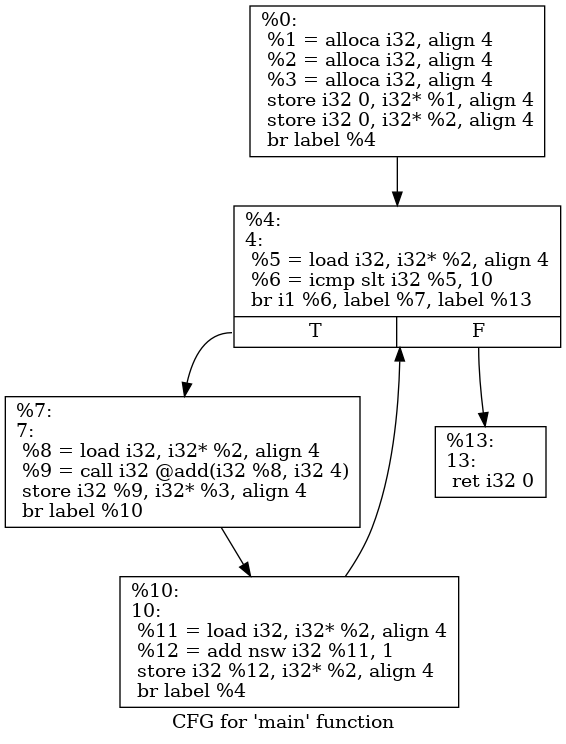 %0:
%1 = alloca i32, align 4
%2 = alloca i32, align 4
%3 = alloca i32, align 4
store i32 0, i32* %1, align 4
store i32 0, i32* %2, align 4
br label %4
%4:
4:
%5 = load i32, i32* %2, align 4
%6 = icmp slt i32 %5, 10
br i1 %6, label %7, label %13
T F
%7:
7:
%8 = load i32, i32* %2, align 4
%9 = call i32 @add(i32 %8, i32 4)
store i32 %9, i32* %3, align 4
br label %10
%13:
13:
ret i32 0
%10:
10:
%11 = load i32, i32* %2, align 4
%12 = add nsw i32 %11, 1
store i32 %12, i32* %2, align 4
br label %4
CFG for 'main' function